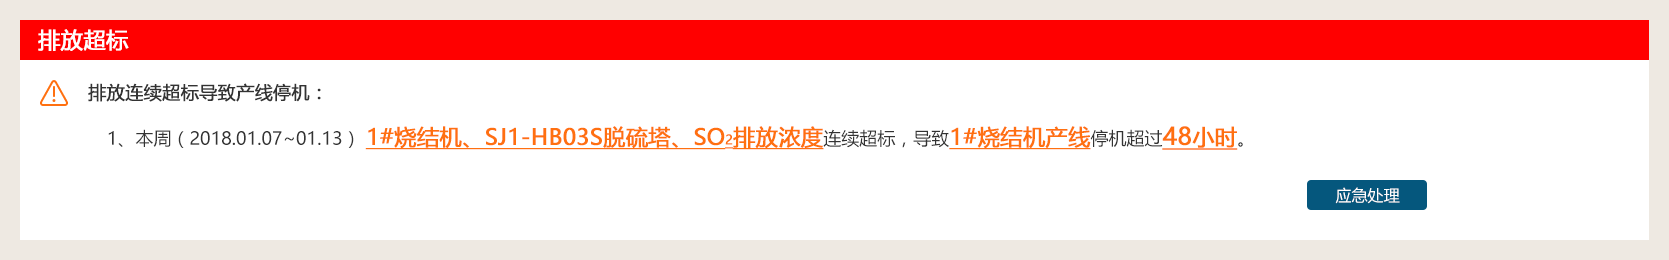 排放超标
排放连续超标导致产线停机：
1、本周（2018.01.07~01.13）1#烧结机、SJ1-HB03S脱硫塔、SO₂排放浓度连续超标，导致1#烧结机产线停机超过48小时。
应急处理